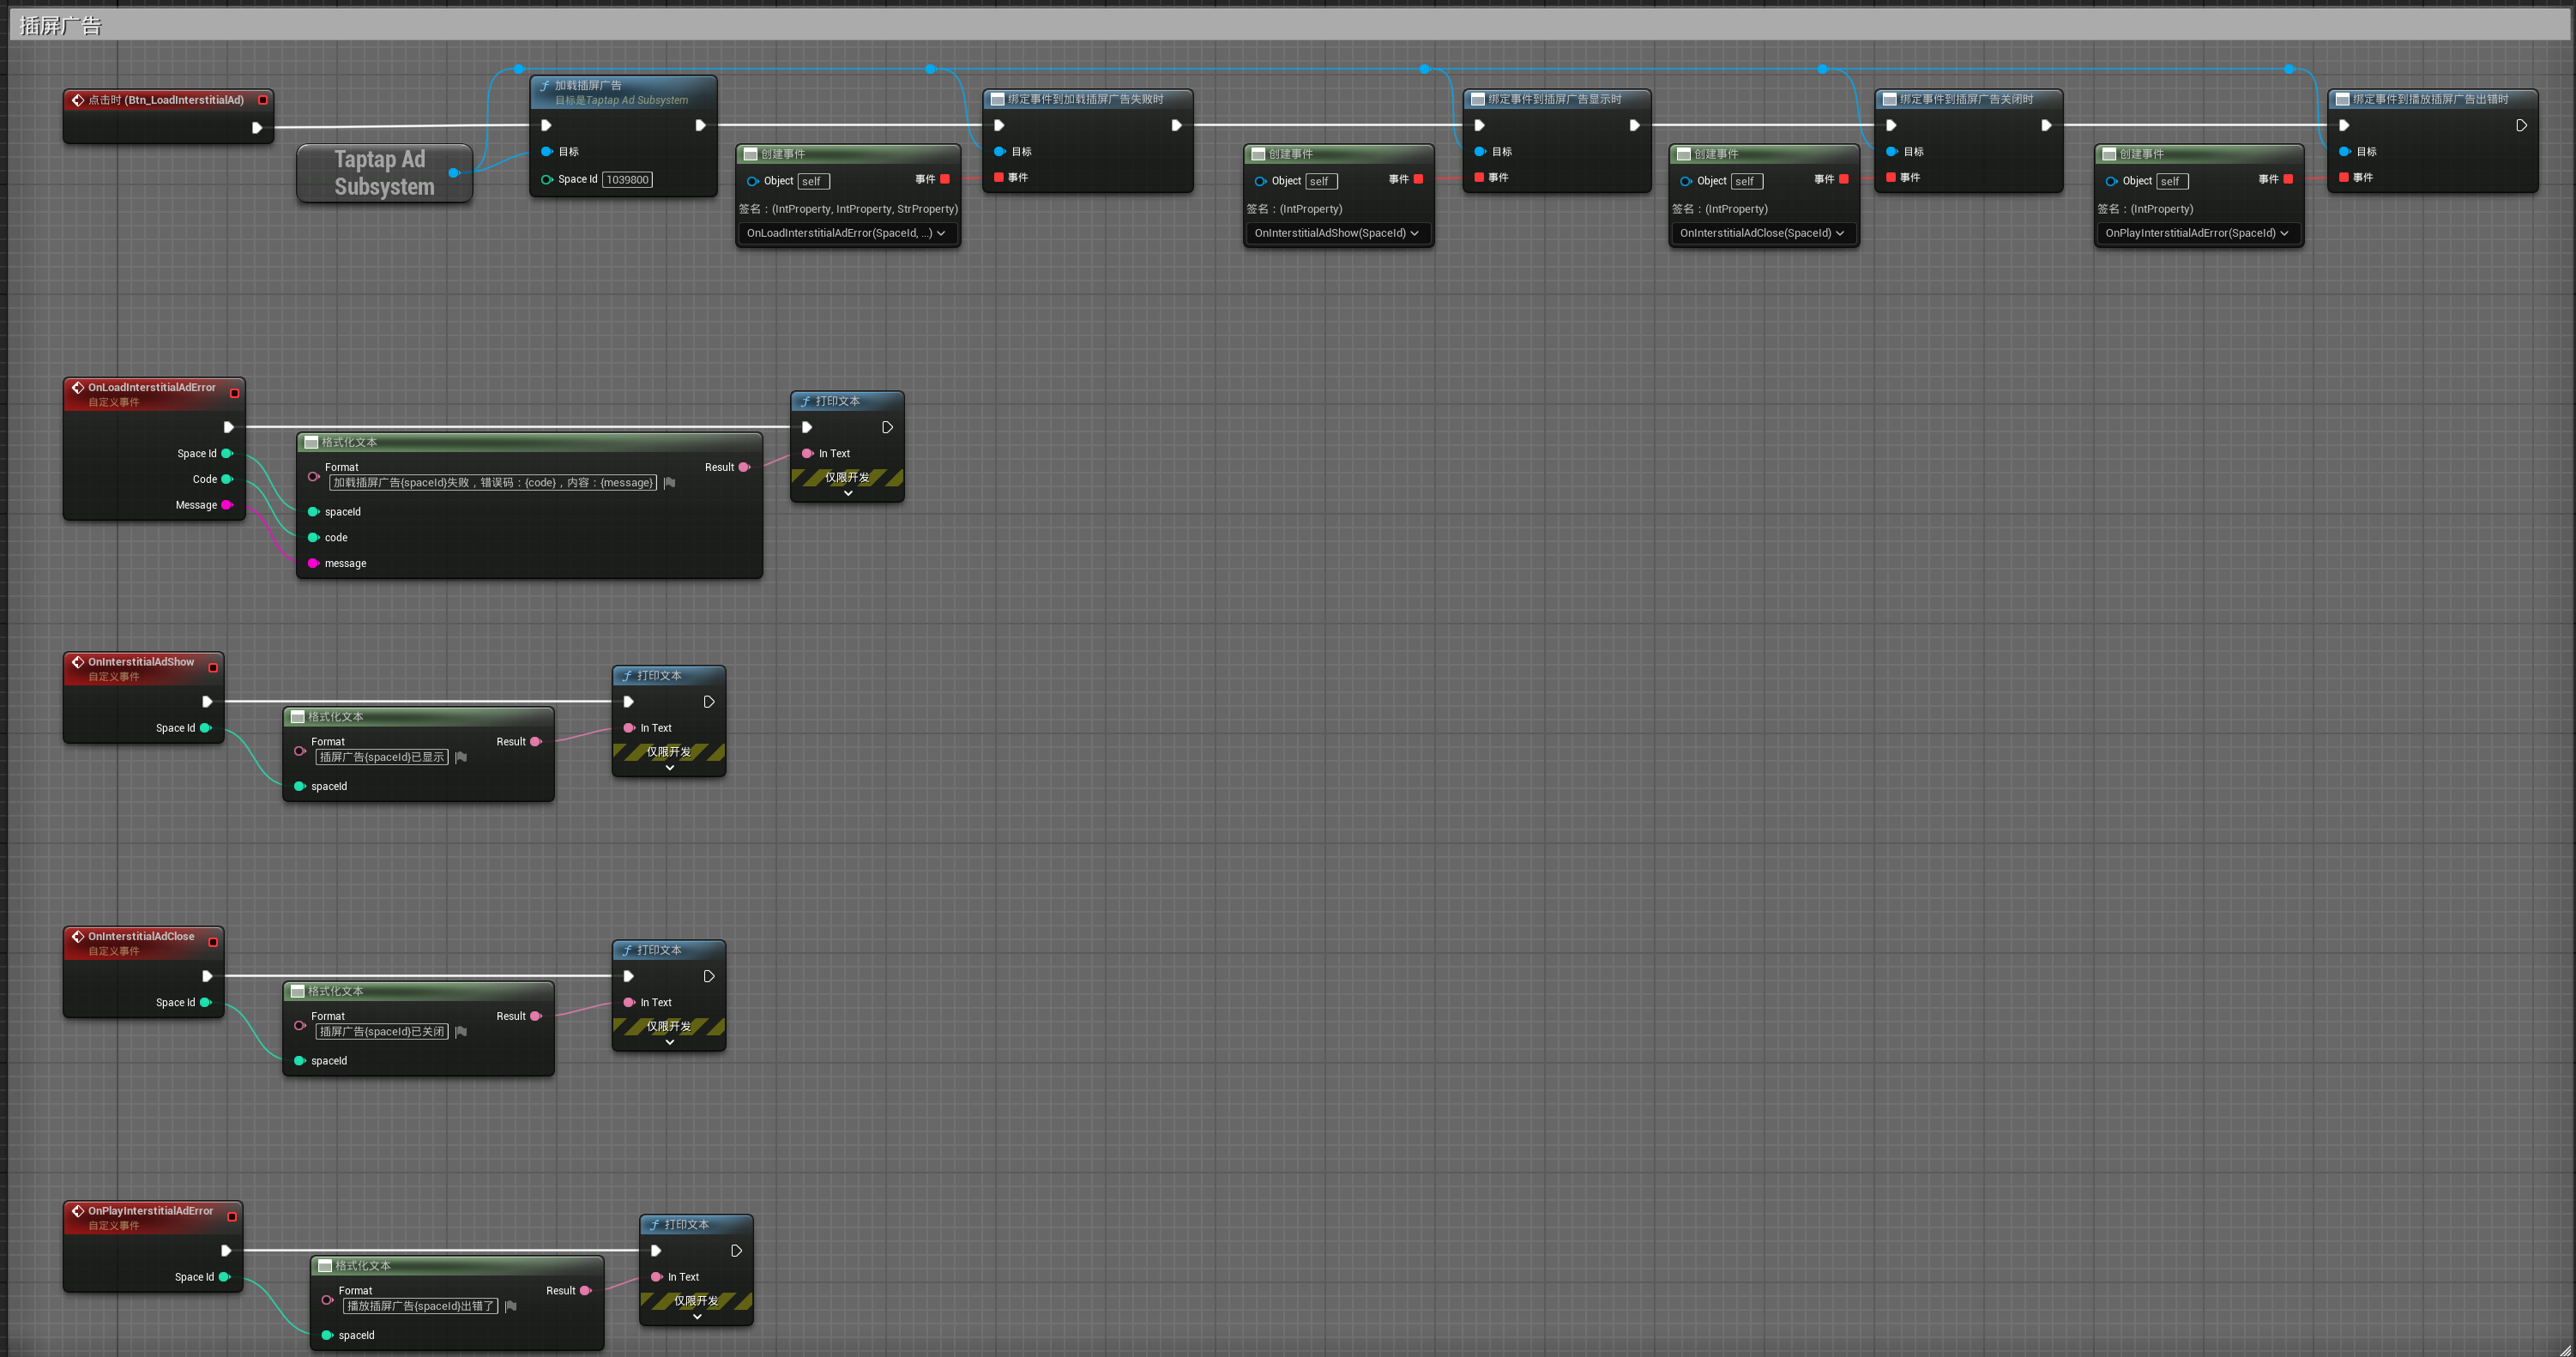 插屏广告
点击时 (Btn_LoadInterstitialAd)
Taptap Ad
Subsystem
加载插屏广告
目标是Taptap Ad Subsystem
目标
Space Id 1039800
创建事件
Object self 事件
签名：(IntProperty, IntProperty, StrProperty)
OnLoadInterstitialAdError(SpaceId, ...)
绑定事件到加载插屏广告失败时
目标
事件
创建事件
Object self 事件
签名：(IntProperty)
OnInterstitialAdShow(SpaceId)
绑定事件到插屏广告显示时
目标
事件
创建事件
Object self 事件
签名：(IntProperty)
OnInterstitialAdClose(SpaceId)
绑定事件到插屏广告关闭时
目标
事件
创建事件
Object self 事件
签名：(IntProperty)
OnPlayInterstitialAdError(SpaceId)
绑定事件到播放插屏广告出错时
目标
事件
OnLoadInterstitialAdError
自定义事件
Space Id
Code
Message
格式化文本
Format Result
加载插屏广告{spaceId}失败，错误码：{code}，内容：{message}
spaceId
code
message
打印文本
In Text
仅限开发
OnInterstitialAdShow
自定义事件
Space Id
格式化文本
Format Result
插屏广告{spaceId}已显示
spaceId
打印文本
In Text
仅限开发
OnInterstitialAdClose
自定义事件
Space Id
格式化文本
Format Result
插屏广告{spaceId}已关闭
spaceId
打印文本
In Text
仅限开发
OnPlayInterstitialAdError
自定义事件
Space Id
格式化文本
Format Result
播放插屏广告{spaceId}出错了
spaceId
打印文本
In Text
仅限开发